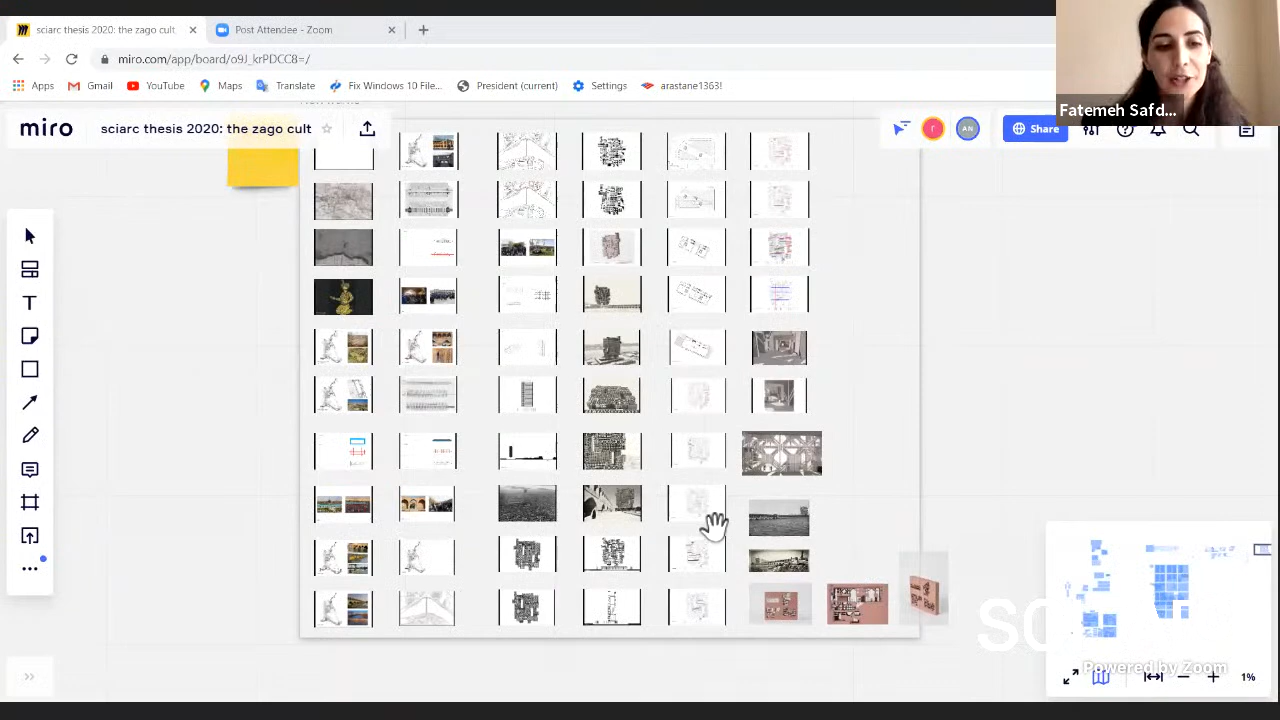 sciarc thesis 2020: the zago cult
Post Attendee - Zoom
miro.com/app/board/o9J_krPDCC8=/
Apps
Gmail
YouTube
Maps
Translate
Fix Windows 10 File...
President (current)
Settings
arastane1363!
Fatemeh Safd...
miro
sciarc thesis 2020: the zago cult
r
AN
Share
T
Powered by Zoom
1%